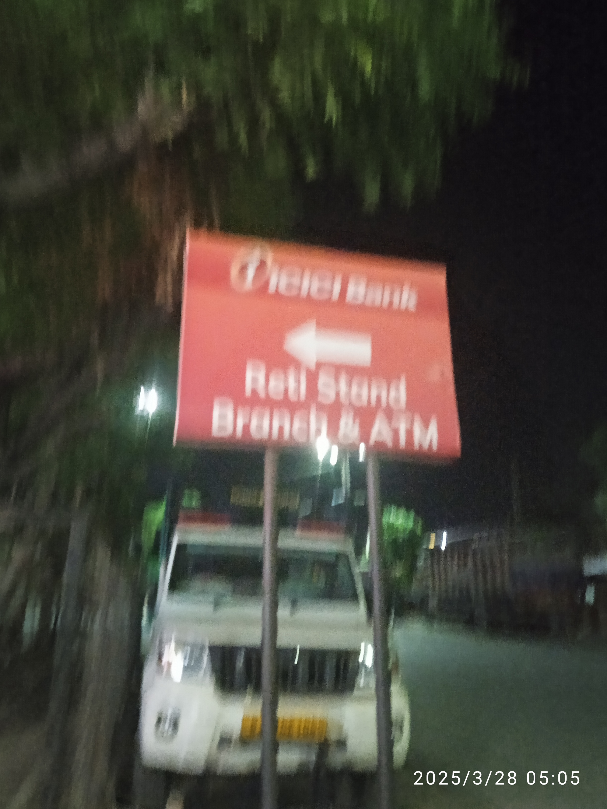 ICICI Bank
Reti Stand
Branch & ATM
2025/3/28 05:05